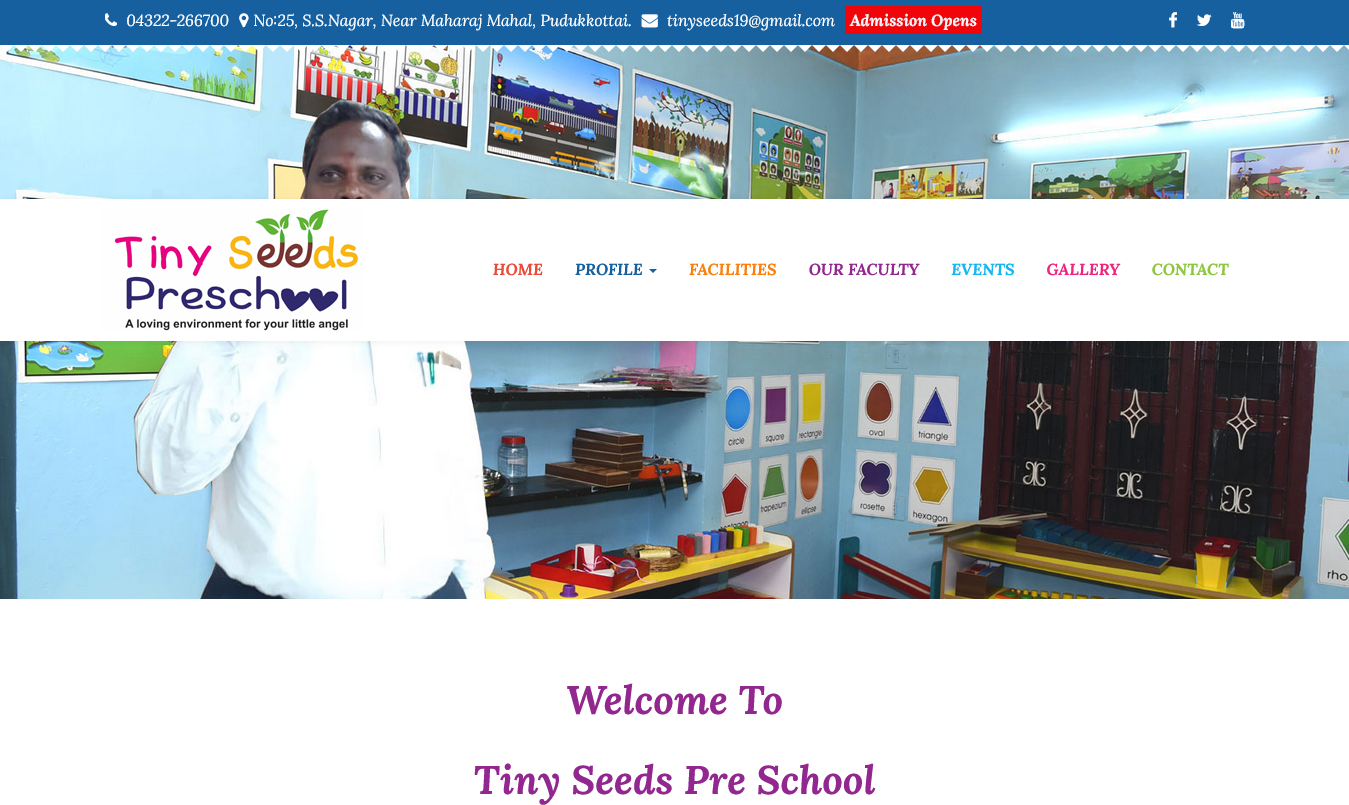 04322-266700 No:25, S.S.Nagar, Near Maharaj Mahal, Pudukkottai. tinyseeds19@gmail.com Admission Opens
You Tube
Tiny Seeds
Preschool
A loving environment for your little angel
HOME PROFILE FACILITIES OUR FACULTY EVENTS GALLERY CONTACT
circle square rectangle oval triangle
trapezium ellipse rosette hexagon
Welcome To
Tiny Seeds Pre School